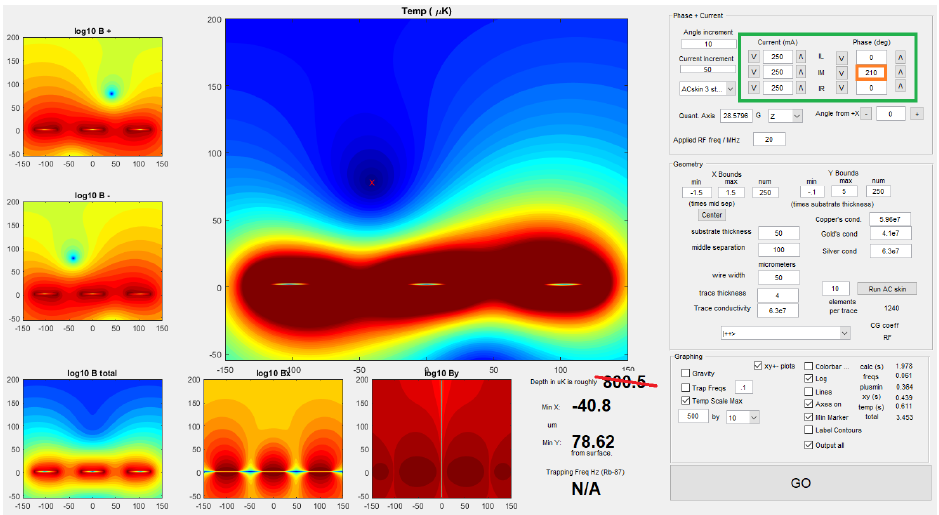 log10 B +
200
150
100
50
0
-50
-150 -100 -50 0 50 100 150
log10 B -
200
150
100
50
0
-50
-150 -100 -50 0 50 100 150
Temp ( μK)
200
150
100
50
0
-50
X
-150 -100 -50 0 50 100 150
log10 B total
200
150
100
50
0
-50
-150 -100 -50 0 50 100 150
log10 Bx
200
150
100
50
0
-50
-150 -100 -50 0 50 100 150
log10 By
200
150
100
50
0
-50
-150 -100 -50 0 50 100 150
Depth in uK is roughly 800.5
Min X: -40.8
um
Min Y: 78.62
from surface.
Trapping Freq Hz (Rb-87)
N/A
Phase + Current
Angle increment
10
Current Increment
50
ACskin 3 st...
Current (mA) Phase (deg)
V 250 Λ IL V 0 Λ
V 250 Λ IM V 210 Λ
V 250 Λ IR V 0 Λ
Quant. Axis 28.5796 G Z Angle from +X - 0 +
Applied RF freq / MHz 20
Geometry
X Bounds Y Bounds
min max num min max num
-1.5 1.5 250 -.1 5 250
(times mid sep) (times substrate thickness)
Center
substrate thickness 50
middle separation 100
micrometers
wire width 50
trace thickness 4
Trace conductivity 6.3e7
Copper's cond. 5.96e7
Gold's cond 4.1e7
Silver cond 6.3e7
10 Run AC skin
elements
per trace 1240
|++> CG coeff
RF
Graphing
Gravity
Trap Freqs .1
Temp Scale Max
500 by 10
xy+- plots
Colorbar ...
Log
Lines
Axes on
Min Marker
Label Contours
Output all
calc (s) 1.978
freqs 0.061
plusmin 0.364
xy (s) 0.439
temp (s) 0.611
total 3.453
GO